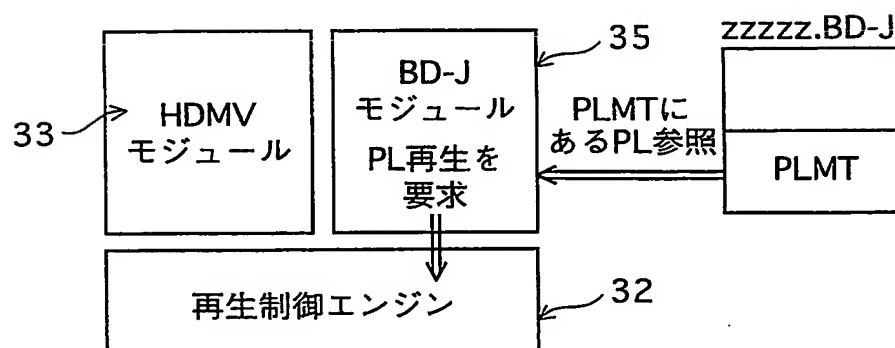 33
HDMV
モジュール
BD-J
モジュール
PL再生を
要求
35
PLMTに
あるPL参照
zzzzz.BD-J
PLMT
再生制御エンジン
32